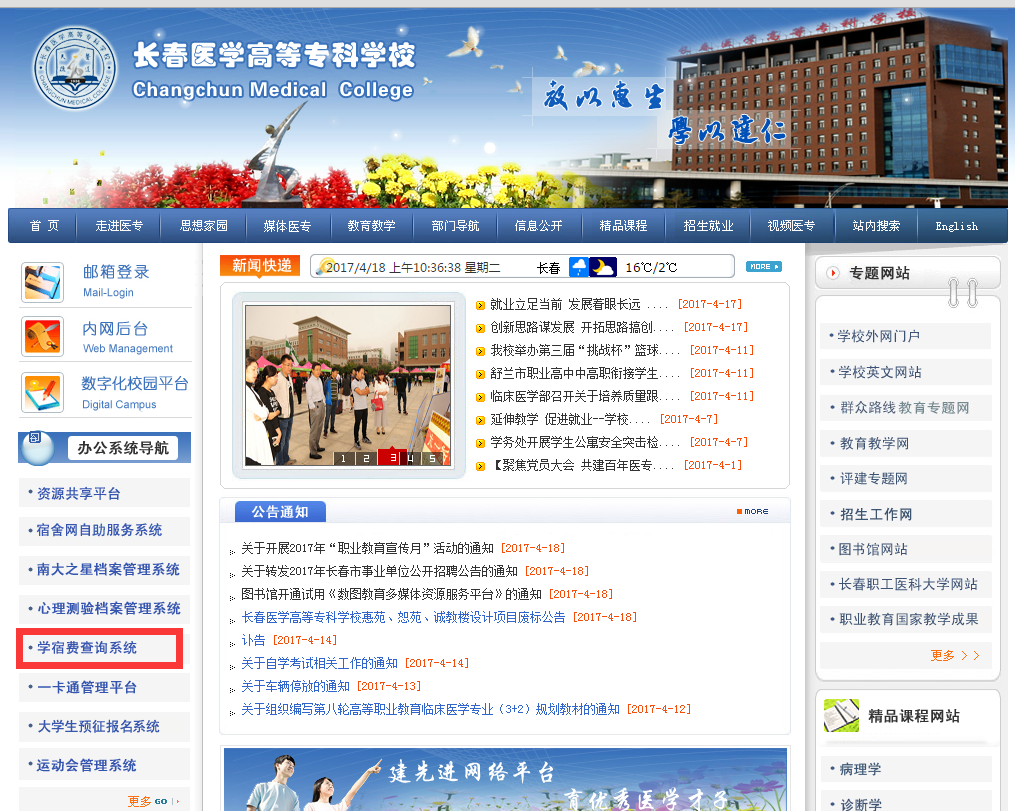 长春医学高等专科学校
Changchun Medical College
长春医学高等专科学校
救以惠生
學以達仁
首 页 走进医专 思想家园 媒体医专 教育教学 部门导航 信息公开 精品课程 招生就业 视频医专 站内搜索 English
邮箱登录
Mail-Login
内网后台
Web Management
数字化校园平台
Digital Campus
办公系统导航
• 资源共享平台
• 宿舍网自助服务系统
• 南大之星档案管理系统
• 心理测验档案管理系统
• 学宿费查询系统
• 一卡通管理平台
• 大学生预征报名系统
• 运动会管理系统
更多 GO
新闻快递 2017/4/18 上午10:36:38 星期二 长春 16℃/2℃ MORE
1 2 3 4 5
就业立足当前 发展着眼长远 .... [2017-4-17]
创新思路谋发展 开拓思路搞创.... [2017-4-17]
我校举办第三届“挑战杯”篮球.... [2017-4-11]
舒兰市职业高中中高职衔接学生.... [2017-4-11]
临床医学部召开关于培养质量跟.... [2017-4-11]
延伸教学 促进就业--学校.... [2017-4-7]
学务处开展学生公寓安全突击检.... [2017-4-7]
【聚焦党员大会 共建百年医专.... [2017-4-1]
公告通知 MORE
关于开展2017年“职业教育宣传月”活动的通知 [2017-4-18]
关于转发2017年长春市事业单位公开招聘公告的通知 [2017-4-18]
图书馆开通试用《数图教育多媒体资源服务平台》的通知 [2017-4-18]
长春医学高等专科学校惠苑、恕苑、诚教楼设计项目废标公告 [2017-4-18]
讣告 [2017-4-14]
关于自学考试相关工作的通知 [2017-4-14]
关于车辆停放的通知 [2017-4-13]
关于组织编写第八轮高等职业教育临床医学专业（3+2）规划教材的通知 [2017-4-12]
建先进网络平台
育优秀医学才子
专题网站
• 学校外网门户
• 学校英文网站
• 群众路线教育专题网
• 教育教学网
• 评建专题网
• 招生工作网
• 图书馆网站
• 长春职工医科大学网站
• 职业教育国家教学成果
更多 >>
精品课程网站
• 病理学
• 诊断学